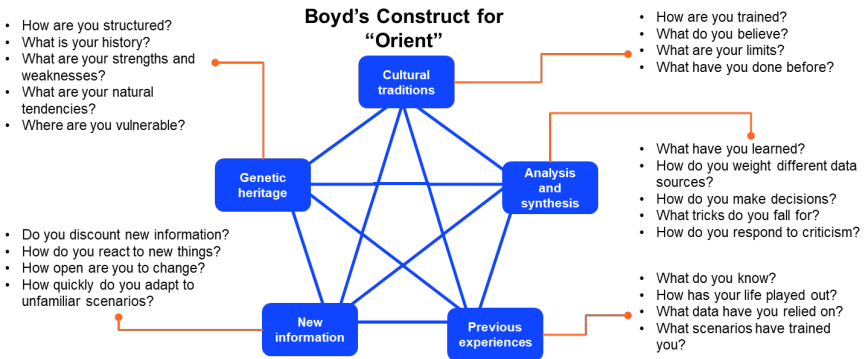 Boyd's Construct for
"Orient"
• How are you structured?
• What is your history?
• What are your strengths and
weaknesses?
• What are your natural
tendencies?
• Where are you vulnerable?
• How are you trained?
• What do you believe?
• What are your limits?
• What have you done before?
Cultural
traditions
Genetic
heritage
Analysis
and
synthesis
• What have you learned?
• How do you weight different data
sources?
• How do you make decisions?
• What tricks do you fall for?
• How do you respond to criticism?
• Do you discount new information?
• How do you react to new things?
• How open are you to change?
• How quickly do you adapt to
unfamiliar scenarios?
New
information
Previous
experiences
• What do you know?
• How has your life played out?
• What data have you relied on?
• What scenarios have trained
you?